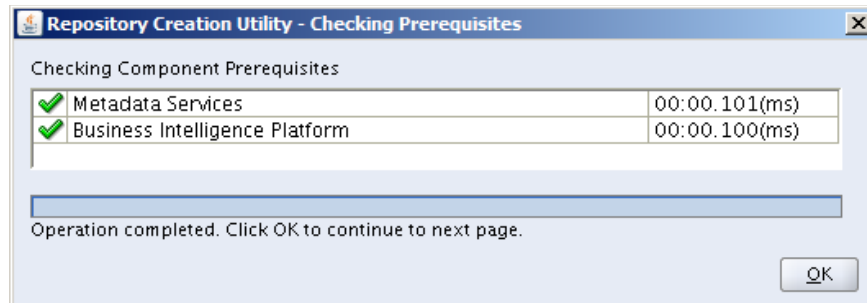 Repository Creation Utility - Checking Prerequisites
Checking Component Prerequisites
Metadata Services 00:00.101(ms)
Business Intelligence Platform 00:00.100(ms)
Operation completed. Click OK to continue to next page.
OK